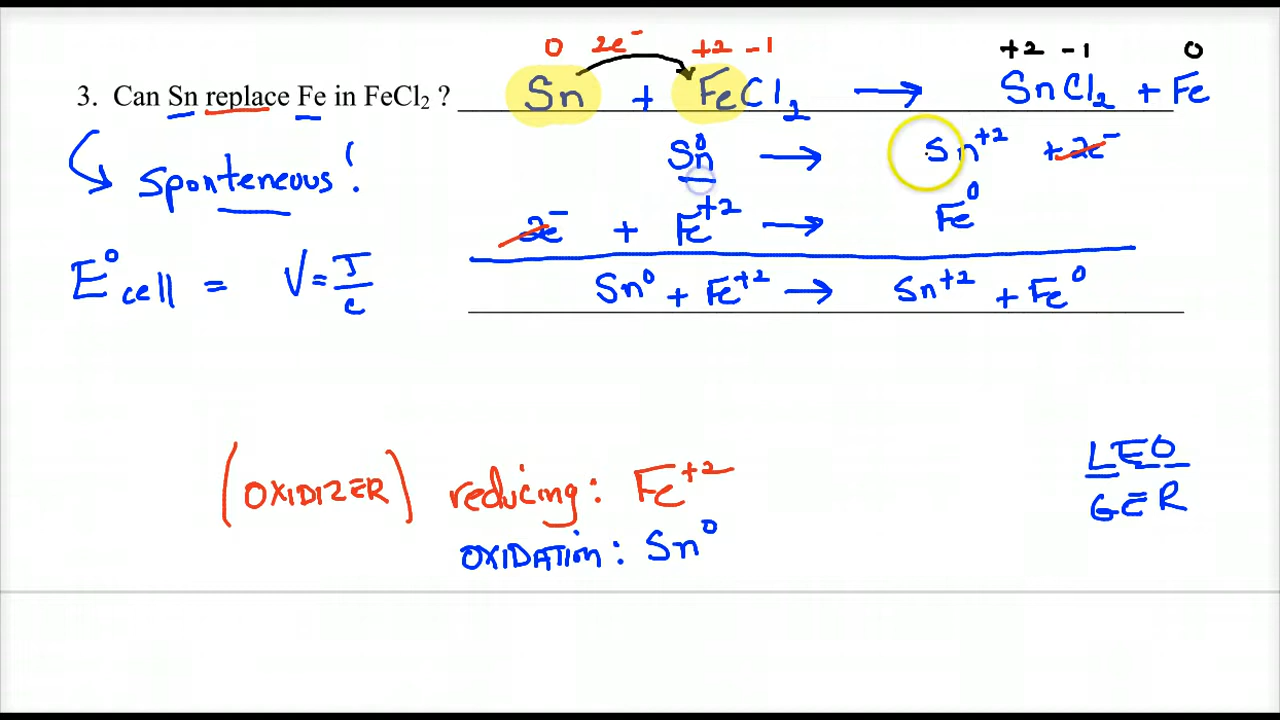 0 2e⁻ +2 -1 +2 -1 0
3. Can Sn replace Fe in FeCl₂ ? Sn + FeCl₂ → SnCl₂ + Fe
Sn⁰ → Sn⁺² + 2e⁻
Sponteneous !
2e⁻ + Fe⁺² → Fe⁰
E⁰cell = V = J/c
Sn⁰ + Fe⁺² → Sn⁺² + Fe⁰
LEO
GER
(OXIDIZER) reducing : Fe⁺²
OXIDATion : Sn⁰